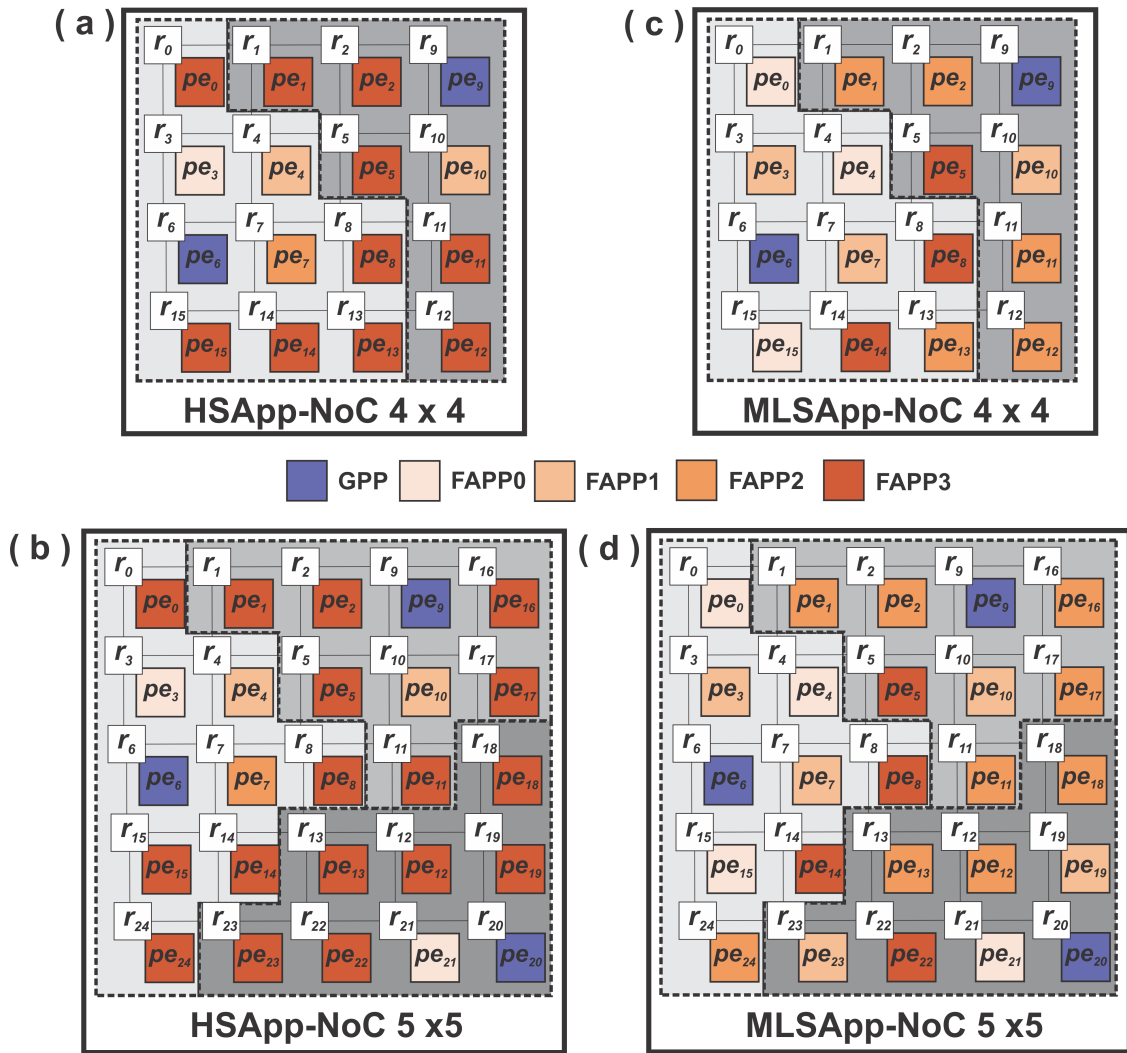 ( a )
r0 r1 r2 r9
pe0 pe1 pe2 pe9
r3 r4 r5 r10
pe3 pe4 pe5 pe10
r6 r7 r8 r11
pe6 pe7 pe8 pe11
r15 r14 r13 r12
pe15 pe14 pe13 pe12
HSApp-NoC 4 x 4
( c )
r0 r1 r2 r9
pe0 pe1 pe2 pe9
r3 r4 r5 r10
pe3 pe4 pe5 pe10
r6 r7 r8 r11
pe6 pe7 pe8 pe11
r15 r14 r13 r12
pe15 pe14 pe13 pe12
MLSApp-NoC 4 x 4
GPP FAPP0 FAPP1 FAPP2 FAPP3
( b )
r0 r1 r2 r9 r16
pe0 pe1 pe2 pe9 pe16
r3 r4 r5 r10 r17
pe3 pe4 pe5 pe10 pe17
r6 r7 r8 r11 r18
pe6 pe7 pe8 pe11 pe18
r15 r14 r13 r12 r19
pe15 pe14 pe13 pe12 pe19
r24 r23 r22 r21 r20
pe24 pe23 pe22 pe21 pe20
HSApp-NoC 5 x5
( d )
r0 r1 r2 r9 r16
pe0 pe1 pe2 pe9 pe16
r3 r4 r5 r10 r17
pe3 pe4 pe5 pe10 pe17
r6 r7 r8 r11 r18
pe6 pe7 pe8 pe11 pe18
r15 r14 r13 r12 r19
pe15 pe14 pe13 pe12 pe19
r24 r23 r22 r21 r20
pe24 pe23 pe22 pe21 pe20
MLSApp-NoC 5 x5